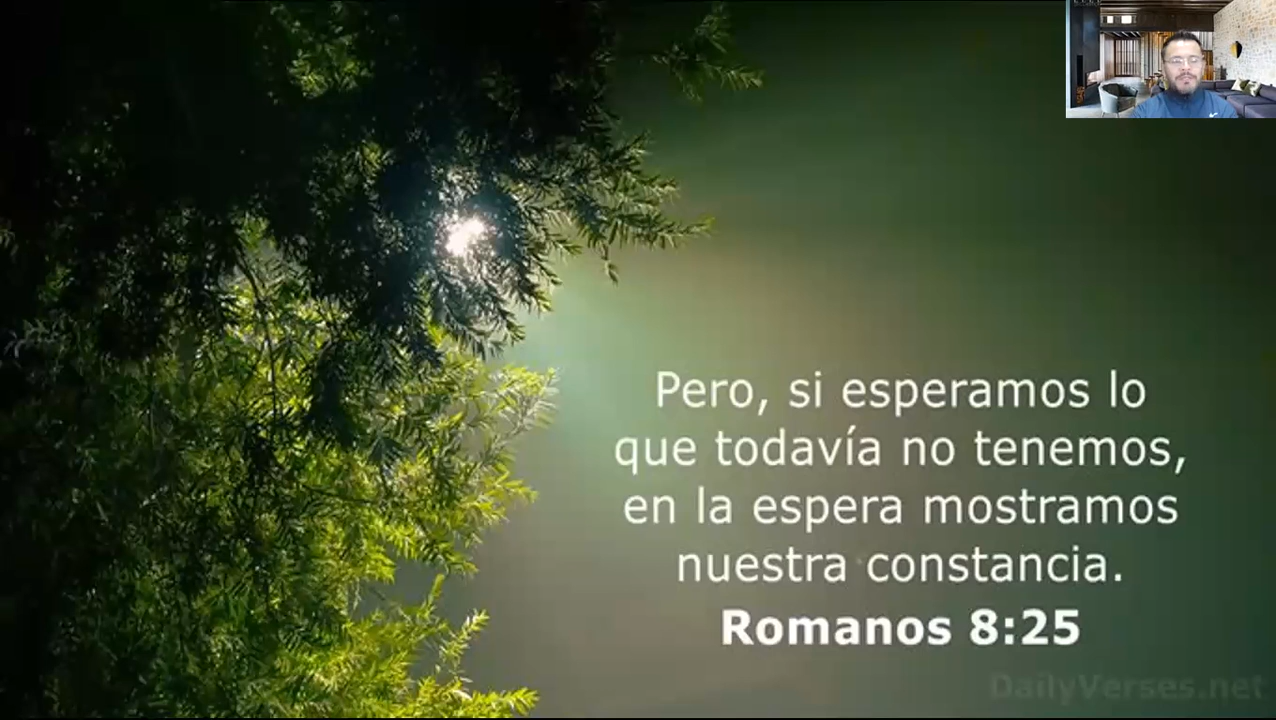 Pero, si esperamos lo
que todavía no tenemos,
en la espera mostramos
nuestra constancia.
Romanos 8:25
DailyVerses.net